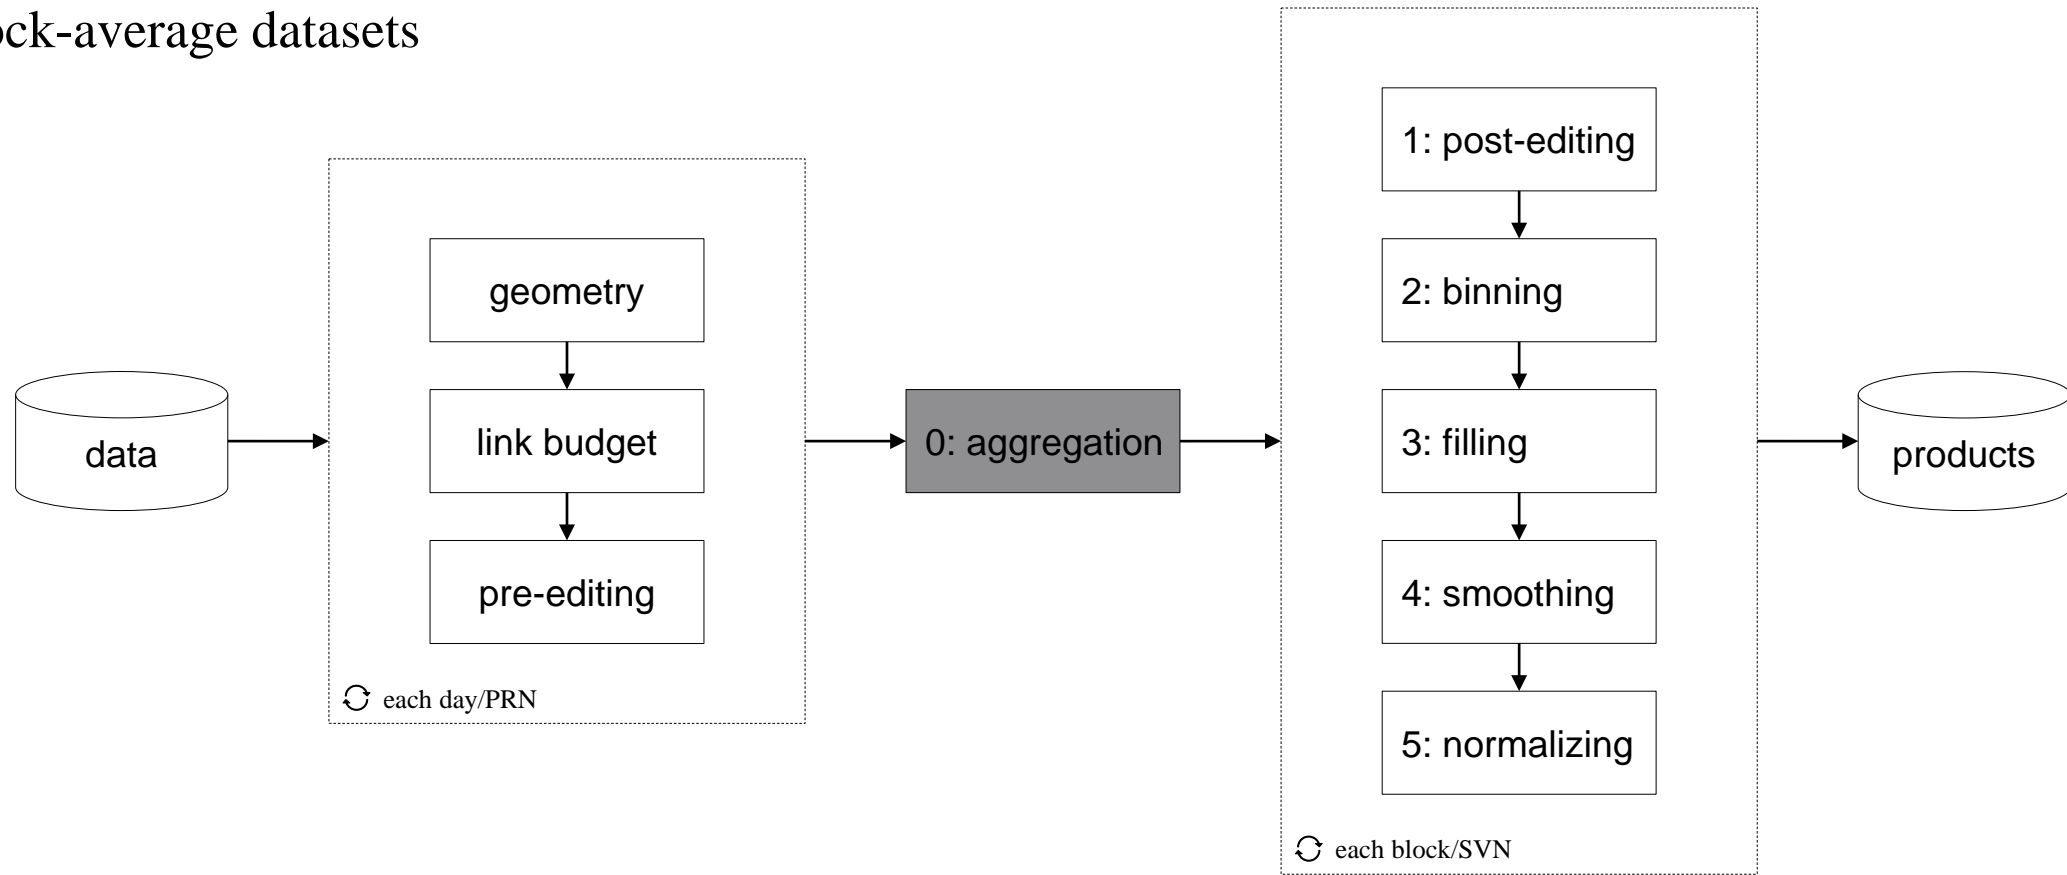 average datasets
data
geometry
link budget
pre-editing
each day/PRN
0: aggregation
1: post-editing
2: binning
3: filling
4: smoothing
5: normalizing
each block/SVN
products